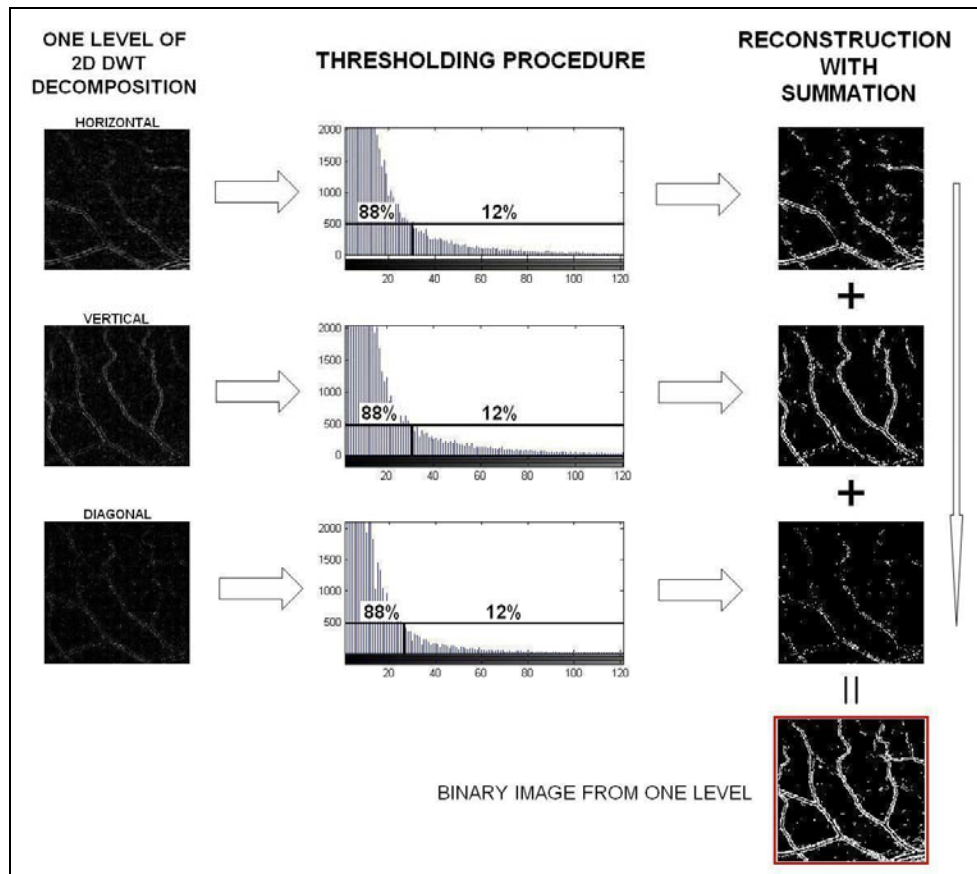 ONE LEVEL OF
2D DWT
DECOMPOSITION
THRESHOLDING PROCEDURE
RECONSTRUCTION
WITH
SUMMATION
HORIZONTAL
2000
1500
1000
500
0
88%
12%
20 40 60 80 100 120
+
VERTICAL
2000
1500
1000
500
0
88%
12%
0 20 40 60 80 100 120
+
DIAGONAL
2000
1500
1000
500
88%
12%
0 20 40 60 80 100 120
=
BINARY IMAGE FROM ONE LEVEL